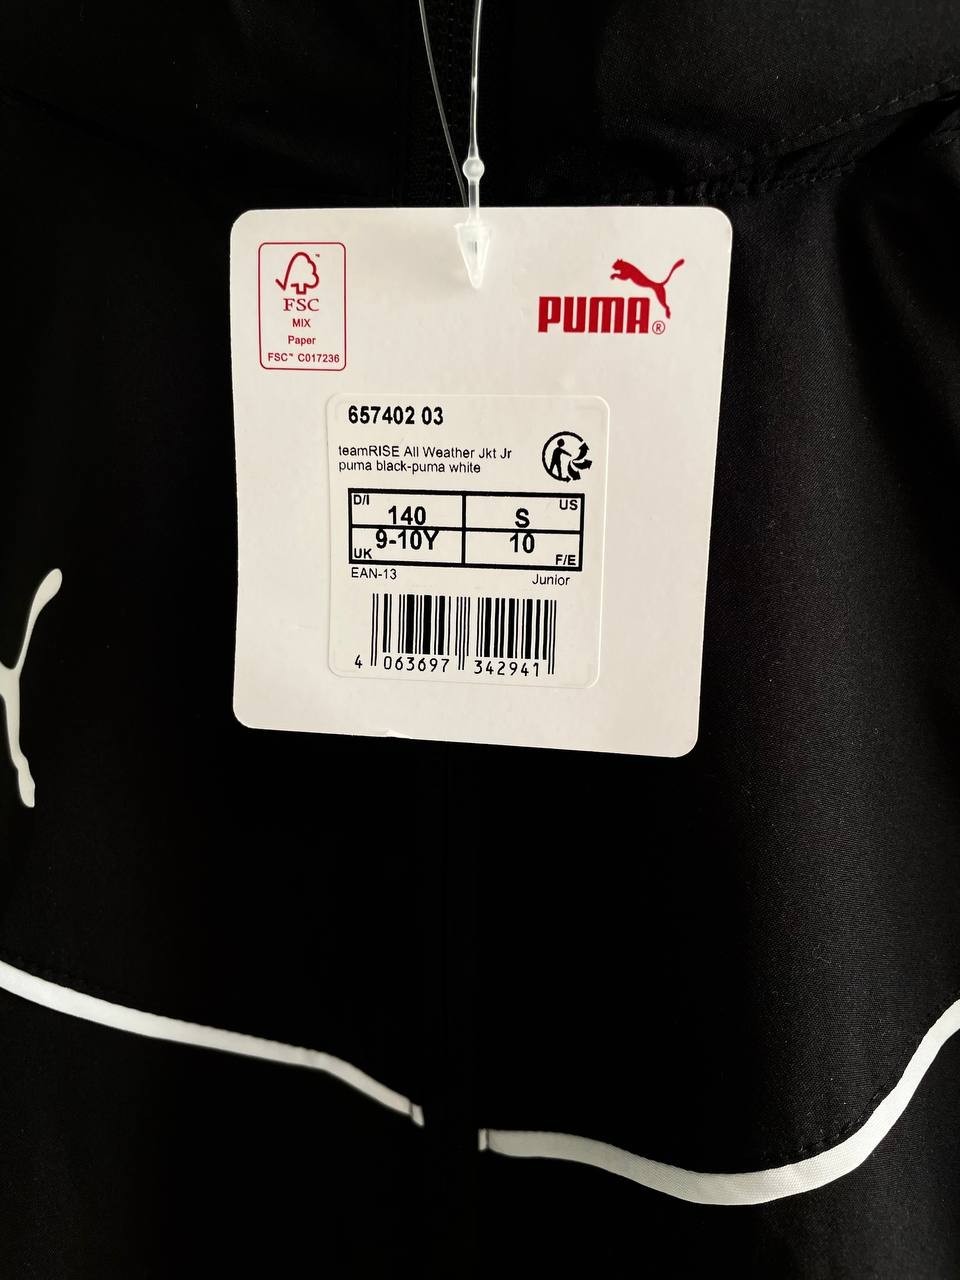 FSC
MIX
Paper
FSC™ C017236
PUMA®
657402 03
teamRISE All Weather Jkt Jr
puma black-puma white
D/I 140 S US
UK 9-10Y 10 F/E
EAN-13 Junior
4 063697 342941